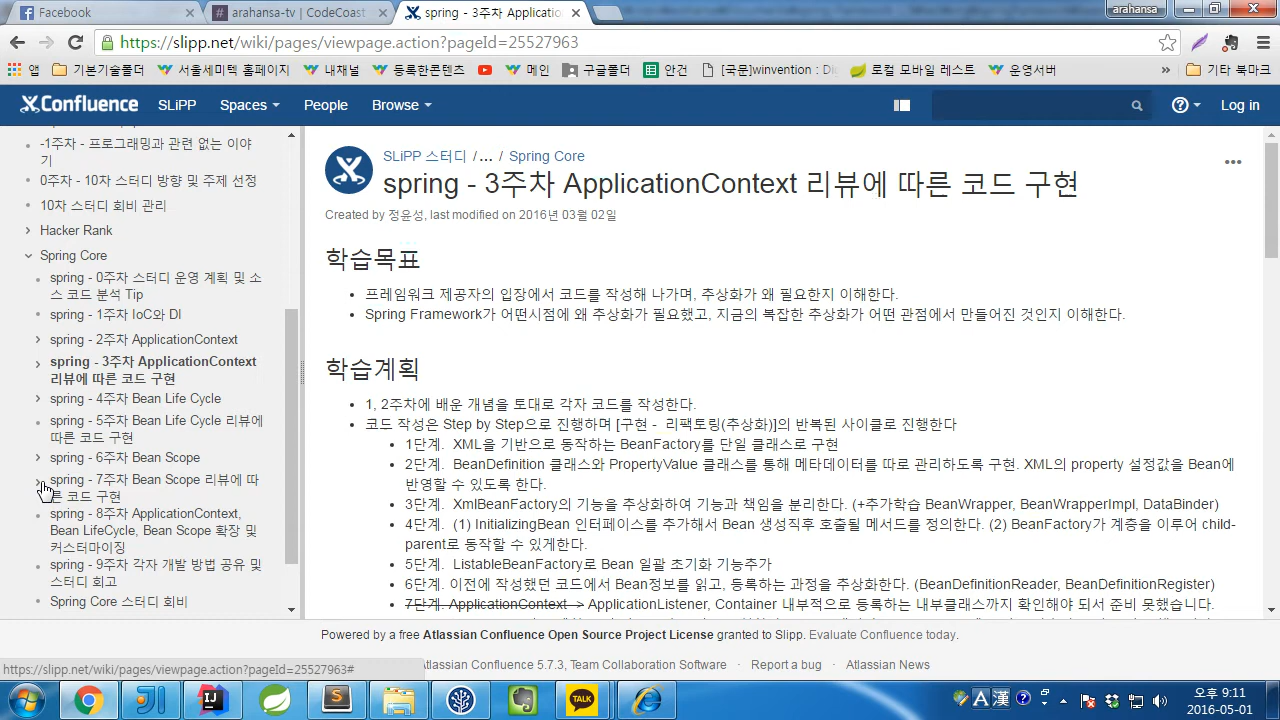 Facebook
arahansa-tv | CodeCoast
spring - 3주차 Applicatio
arahansa
https://slipp.net/wiki/pages/viewpage.action?pageId=25527963
앱 기본기술폴더 서울세미텍 홈페이지 내채널 등록한콘텐츠 메인 구글폴더 안건 [국문]winvention : Di 로컬 모바일 레스트 운영서버 » 기타 북마크
Confluence SLiPP Spaces People Browse Log in
-1주차 - 프로그래밍과 관련 없는 이야
기
0주차 - 10차 스터디 방향 및 주제 선정
10차 스터디 회비 관리
Hacker Rank
Spring Core
spring - 0주차 스터디 운영 계획 및 소
스 코드 분석 Tip
spring - 1주차 IoC와 DI
spring - 2주차 ApplicationContext
spring - 3주차 ApplicationContext
리뷰에 따른 코드 구현
spring - 4주차 Bean Life Cycle
spring - 5주차 Bean Life Cycle 리뷰에
따른 코드 구현
spring - 6주차 Bean Scope
spring - 7주차 Bean Scope 리뷰에 따
른 코드 구현
spring - 8주차 ApplicationContext,
Bean LifeCycle, Bean Scope 확장 및
커스터마이징
spring - 9주차 각자 개발 방법 공유 및
스터디 회고
Spring Core 스터디 회비
SLiPP 스터디 /... / Spring Core
spring - 3주차 ApplicationContext 리뷰에 따른 코드 구현
Created by 정윤성, last modified on 2016년 03월 02일
학습목표
• 프레임워크 제공자의 입장에서 코드를 작성해 나가며, 추상화가 왜 필요한지 이해한다.
• Spring Framework가 어떤시점에 왜 추상화가 필요했고, 지금의 복잡한 추상화가 어떤 관점에서 만들어진 것인지 이해한다.
학습계획
• 1, 2주차에 배운 개념을 토대로 각자 코드를 작성한다.
• 코드 작성은 Step by Step으로 진행하며 [구현 - 리팩토링(추상화)]의 반복된 사이클로 진행한다
• 1단계. XML을 기반으로 동작하는 BeanFactory를 단일 클래스로 구현
• 2단계. BeanDefinition 클래스와 PropertyValue 클래스를 통해 메타데이터를 따로 관리하도록 구현. XML의 property 설정값을 Bean에
반영할 수 있도록 한다.
• 3단계. XmlBeanFactory의 기능을 추상화하여 기능과 책임을 분리한다. (+추가학습 BeanWrapper, BeanWrapperImpl, DataBinder)
• 4단계. (1) InitializingBean 인터페이스를 추가해서 Bean 생성직후 호출될 메서드를 정의한다. (2) BeanFactory가 계층을 이루어 child-
parent로 동작할 수 있게한다.
• 5단계. ListableBeanFactory로 Bean 일괄 초기화 기능추가
• 6단계. 이전에 작성했던 코드에서 Bean정보를 읽고, 등록하는 과정을 추상화한다. (BeanDefinitionReader, BeanDefinitionRegister)
• 7단계. ApplicationContext -> ApplicationListener, Container 내부적으로 등록하는 내부클래스까지 확인해야 되서 준비 못했습니다.
Powered by a free Atlassian Confluence Open Source Project License granted to Slipp. Evaluate Confluence today.
https://slipp.net/wiki/pages/viewpage.action?pageId=25527963#
Atlassian Confluence 5.7.3, Team Collaboration Software · Report a bug · Atlassian News
TALK
A 漢
오후 9:11
2016-05-01